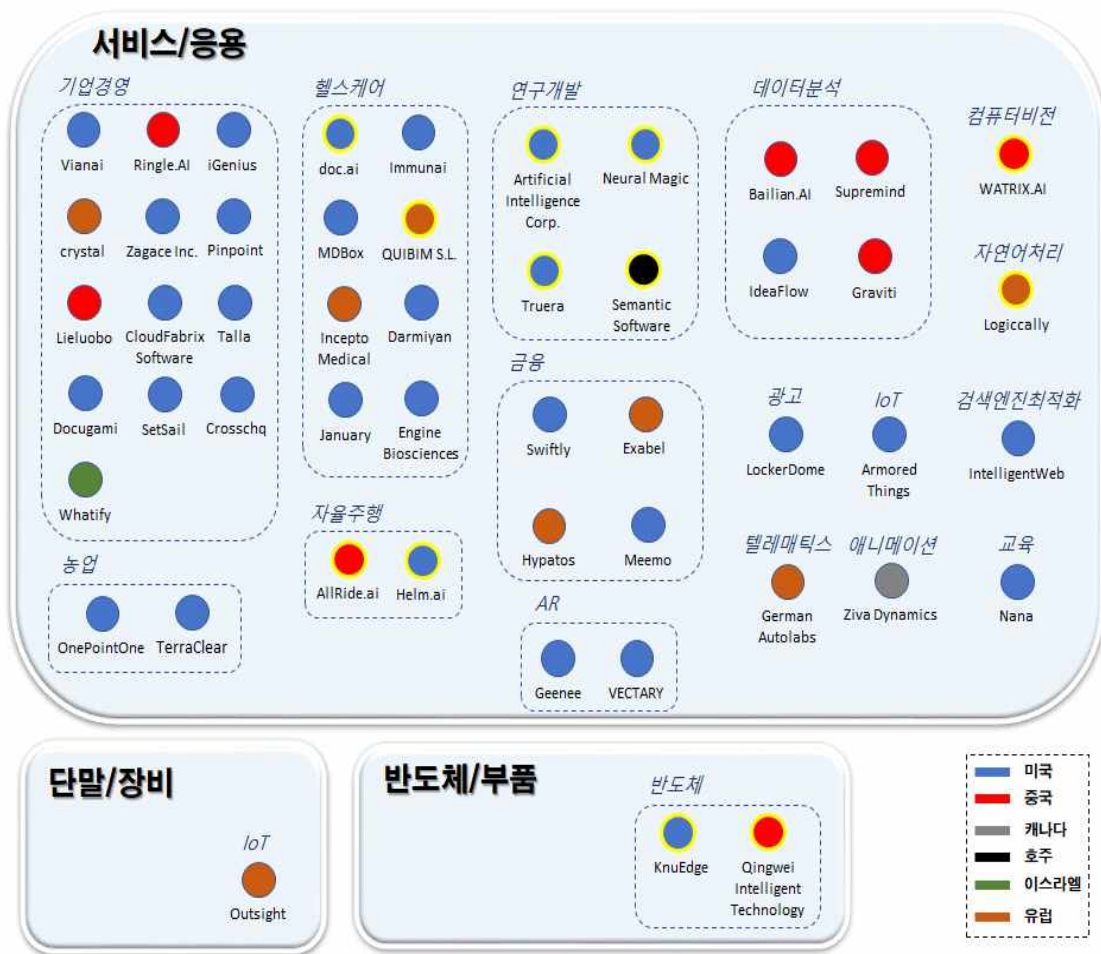 서비스/응용
기업경영
Vianai
Ringle.AI
iGenius
crystal
Zagace Inc.
Pinpoint
Lieluobo
CloudFabrix
Software
Talla
Docugami
SetSail
Crosschq
Whatify
헬스케어
doc.ai
Immunai
MDBox
QUIBIM S.L.
Incepto
Medical
Darmiyan
January
Engine
Biosciences
연구개발
Artificial
Intelligence
Corp.
Neural Magic
Truera
Semantic
Software
데이터분석
Bailian.AI
Supremind
IdeaFlow
Graviti
컴퓨터비전
WATRIX.AI
자연어처리
Logiccally
금융
Swiftly
Exabel
Hypatos
Meemo
광고
LockerDome
IoT
Armored
Things
검색엔진최적화
IntelligentWeb
자율주행
AllRide.ai
Helm.ai
농업
OnePointOne
TerraClear
AR
Geenee
VECTARY
텔레매틱스
German
Autolabs
애니메이션
Ziva Dynamics
교육
Nana
단말/장비
IoT
Outsight
반도체/부품
반도체
KnuEdge
Qingwei
Intelligent
Technology
미국
중국
캐나다
호주
이스라엘
유럽